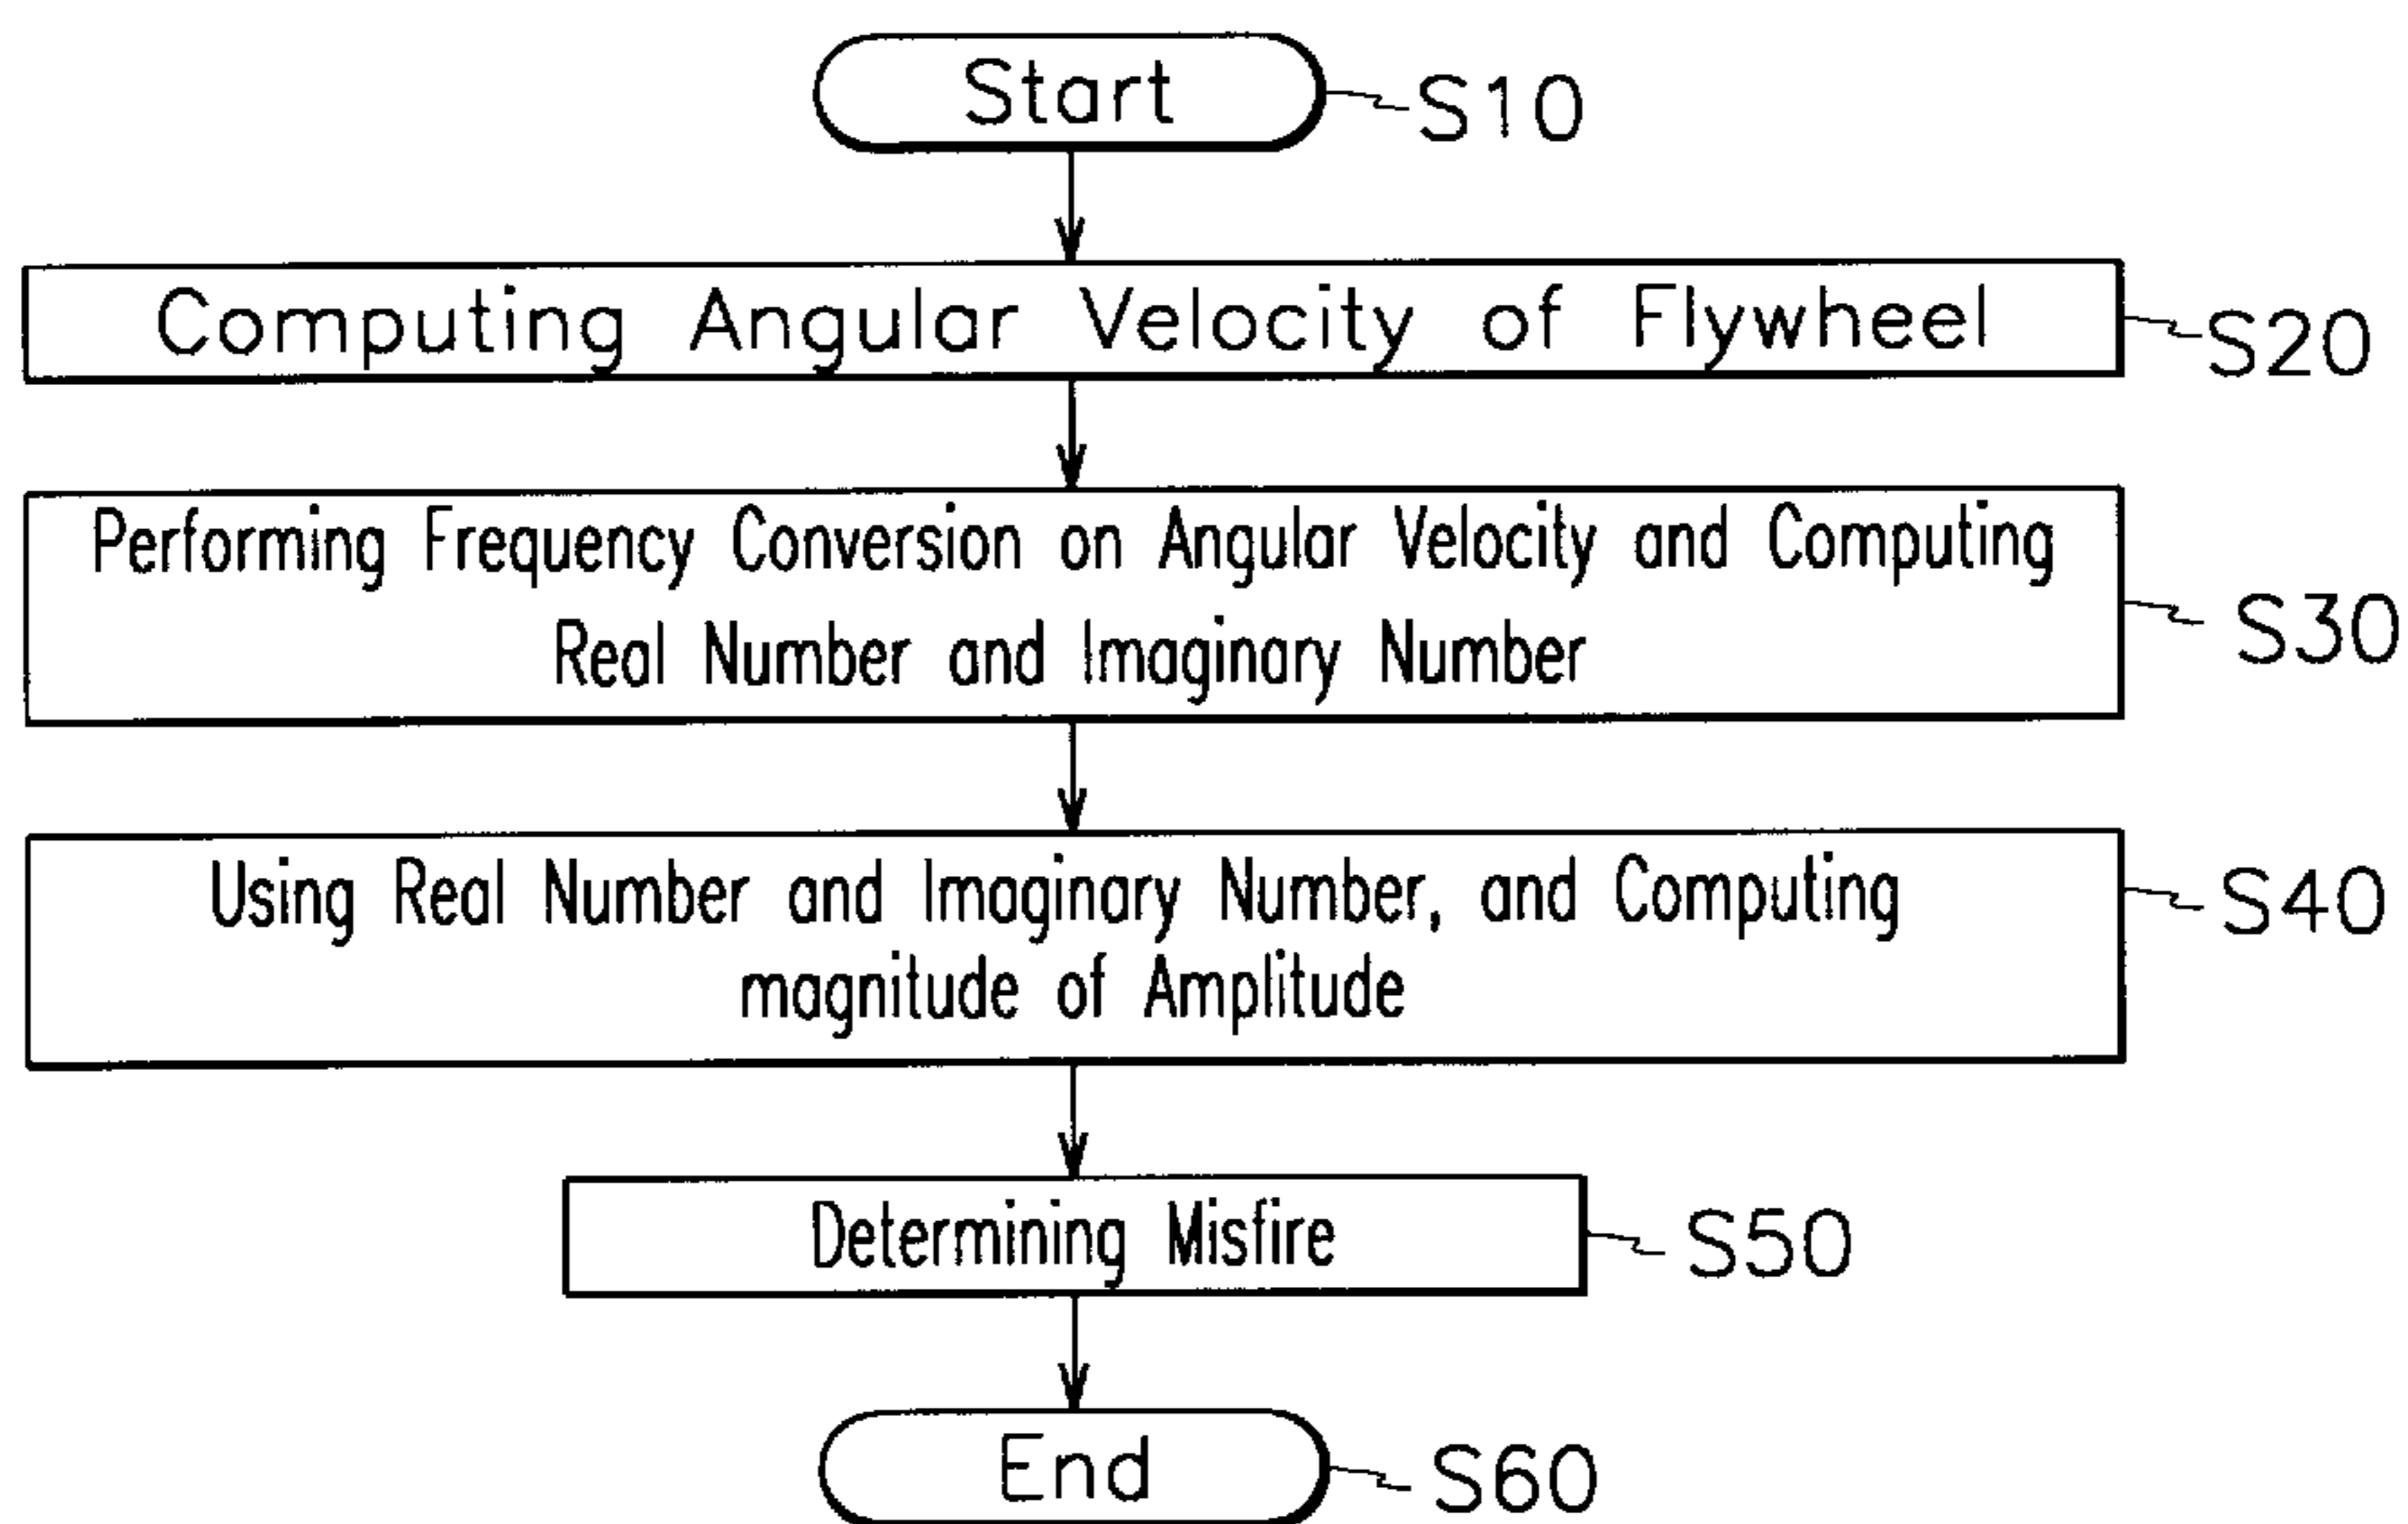 Start
S10
Computing Angular Velocity of Flywheel
S20
Performing Frequency Conversion on Angular Velocity and Computing
Real Number and Imaginary Number
S30
Using Real Number and Imaginary Number, and Computing
magnitude of Amplitude
S40
Determining Misfire
S50
End
S60